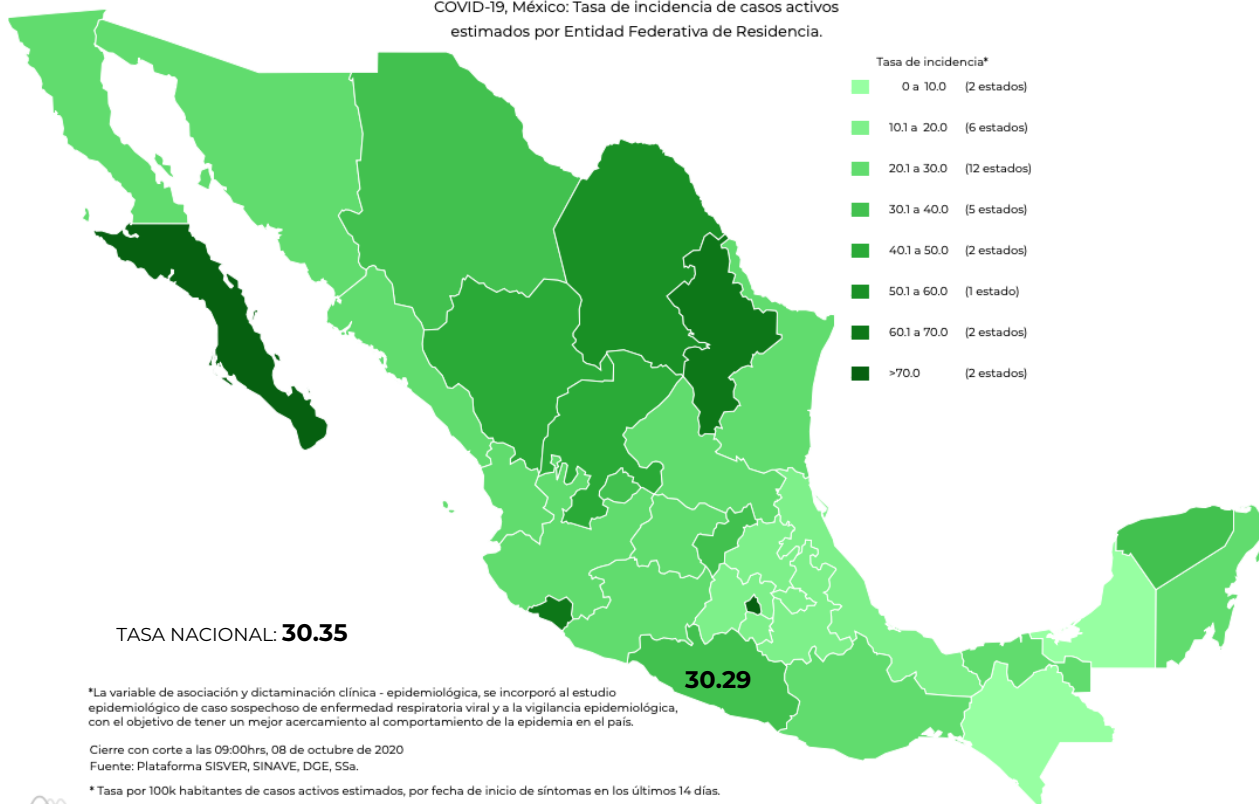 COVID-19, México: Tasa de incidencia de casos activos
estimados por Entidad Federativa de Residencia.
Tasa de incidencia*
0 a 10.0 (2 estados)
10.1 a 20.0 (6 estados)
20.1 a 30.0 (12 estados)
30.1 a 40.0 (5 estados)
40.1 a 50.0 (2 estados)
50.1 a 60.0 (1 estado)
60.1 a 70.0 (2 estados)
>70.0 (2 estados)
TASA NACIONAL: 30.35
30.29
*La variable de asociación y dictaminación clínica - epidemiológica, se incorporó al estudio
epidemiológico de caso sospechoso de enfermedad respiratoria viral y a la vigilancia epidemiológica,
con el objetivo de tener un mejor acercamiento al comportamiento de la epidemia en el país.
Cierre con corte a las 09:00hrs, 08 de octubre de 2020
Fuente: Plataforma SISVER, SINAVE, DGE, SSa.
* Tasa por 100k habitantes de casos activos estimados, por fecha de inicio de síntomas en los últimos 14 días.